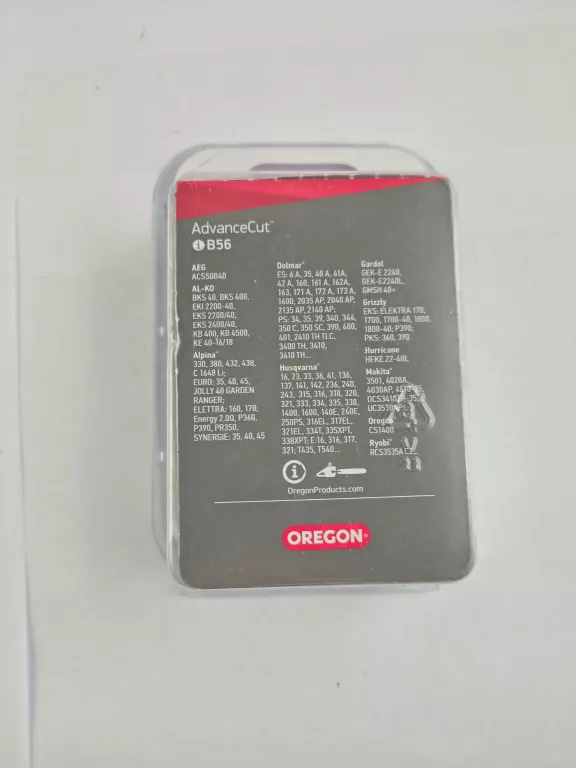 AdvanceCut™
B56
AEG
ACS50B40
AL-KO
BKS 40, BKS 40II,
EKI 2200-40,
EKS 2200/40,
EKS 2400/40,
KB 400, KB 4500,
KE 40-16/18
Alpina*
330, 380, 432, 438,
C 1648 Li;
EURO: 35, 40, 45,
JOLLY 40 GARDEN
RANGER;
ELETTRA: 160, 170;
Energy 2.0Q, P360,
P390, PR350,
SYNERGIE: 35, 40, 45
Dolmar*
ES: 6 A, 35, 40 A, 41A,
42 A, 160, 161 A, 162A,
163, 171 A, 172 A, 173 A,
1600, 2035 AP, 2040 AP,
2135 AP, 2140 AP;
PS: 34, 35, 39, 340, 344,
350 C, 350 SC, 390, 400,
401, 2410 TH TLC,
3400 TH, 3410,
3410 TH...
Husqvarna*
16, 23, 33, 36, 41, 136,
137, 141, 142, 236, 240,
243, 315, 316, 318, 320,
321, 333, 334, 335, 338,
1400, 1600, 140E, 240E,
250PS, 316EL, 317EL,
321EL, 334T, 335XPT,
338XPT; E:16, 316, 317,
321; T435, T540...
Gardol
GEK-E 2240,
GEK-E2240L,
GMSH 40+
Grizzly
EKS: ELEKTRA 170,
1700, 1700-40, 1800,
1800-40; P390;
PKS: 360, 390
Hurricane
HEKE 22-40L
Makita*
3501, 4020A,
4030AP,
Oregon
CS1400
Ryobi*
RCS3535A
OregonProducts.com
OREGON